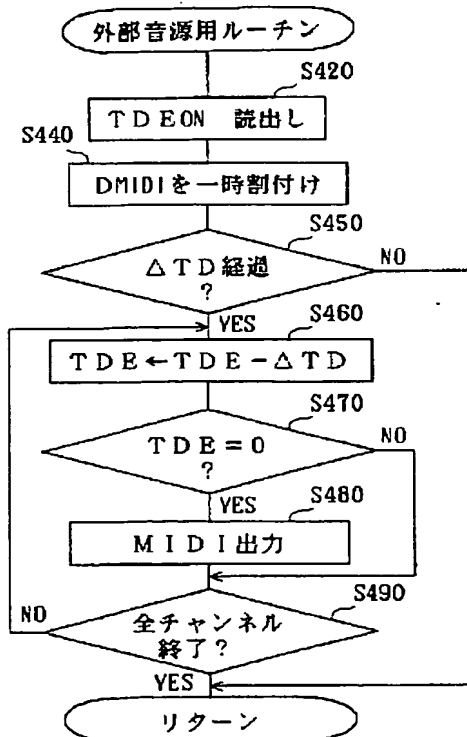 外部音源用ルーチン
S420
TDEON 読出し
S440
DMIDIを一時割付け
S450
△TD経過
?
NO
YES
S460
TDE←TDE−△TD
S470
TDE=0
?
NO
YES
S480
MIDI出力
S490
全チャンネル
終了?
NO
YES
リターン